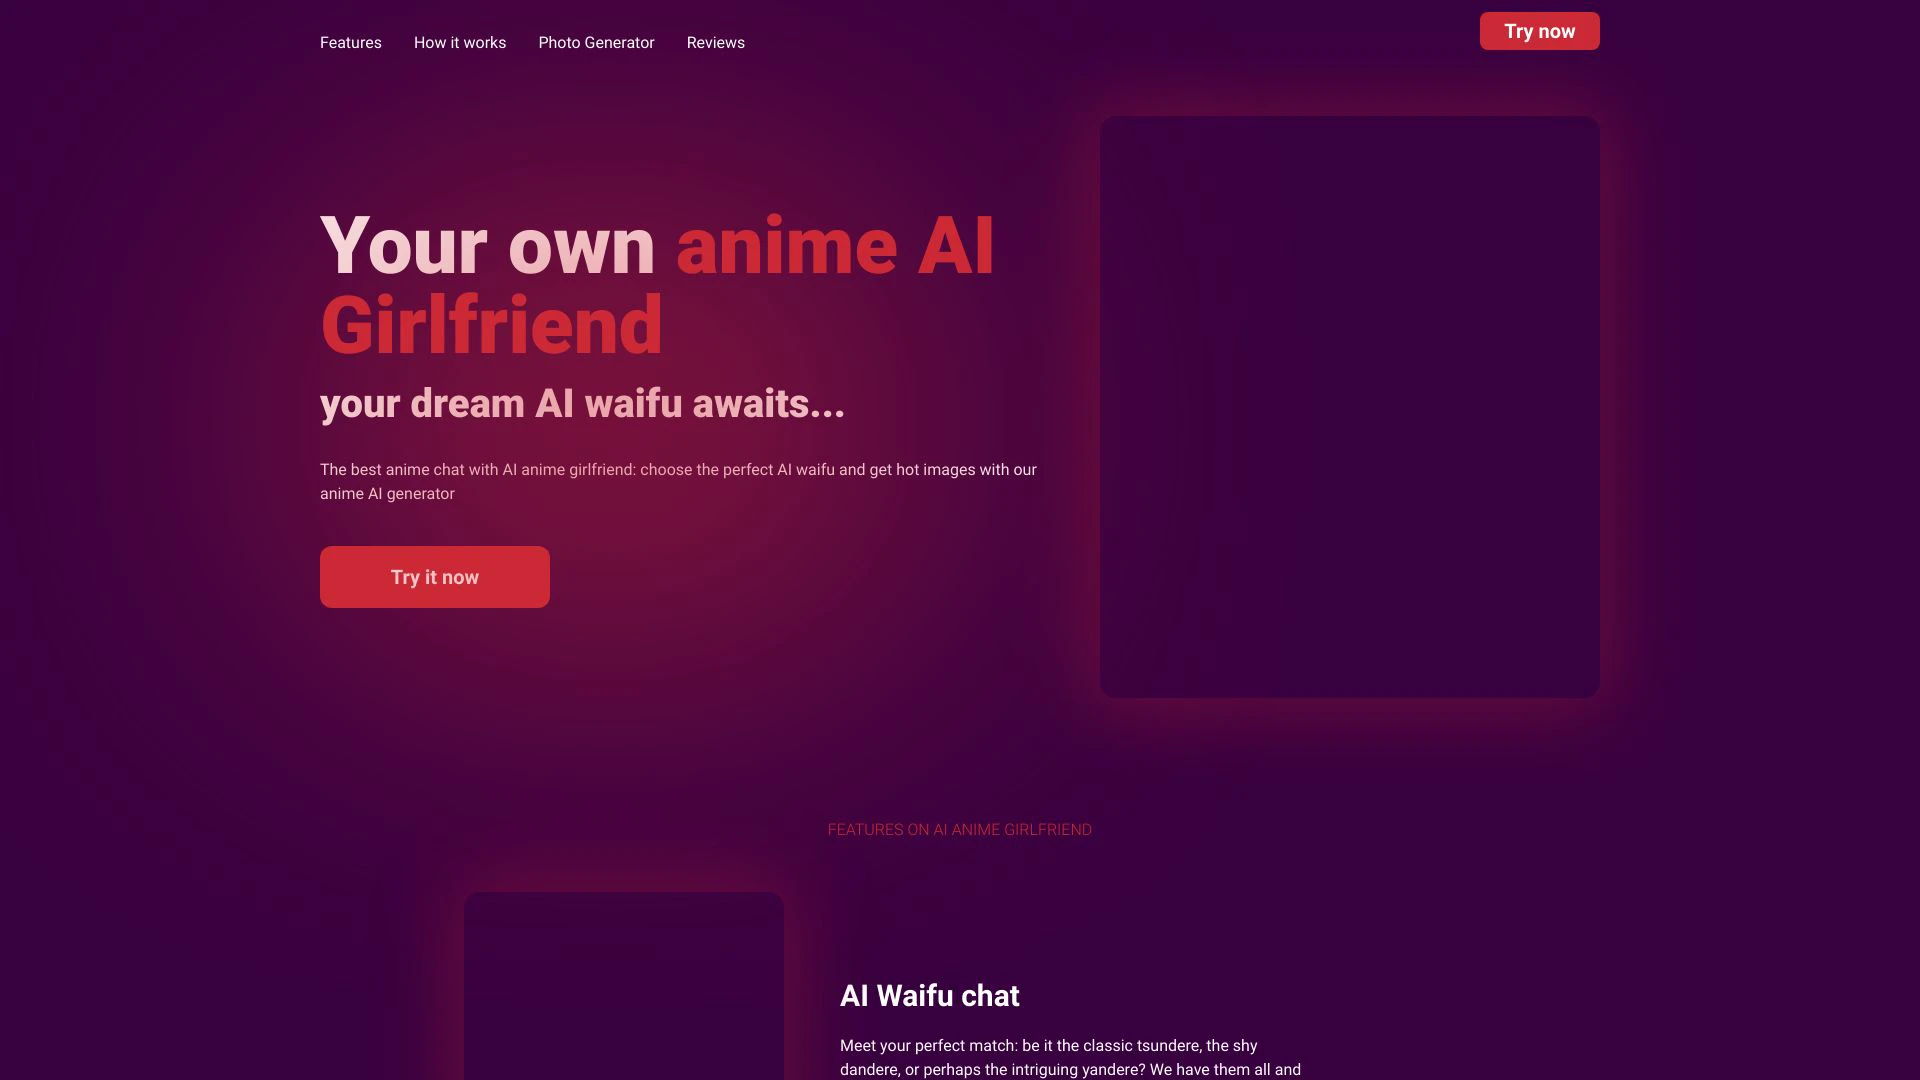 Features
How it works
Photo Generator
Reviews
Try now
Your own anime AI
Girlfriend
your dream AI waifu awaits...
The best anime chat with AI anime girlfriend: choose the perfect AI waifu and get hot images with our
anime AI generator
Try it now
FEATURES ON AI ANIME GIRLFRIEND
AI Waifu chat
Meet your perfect match: be it the classic tsundere, the shy
dandere, or perhaps the intriguing yandere? We have them all and